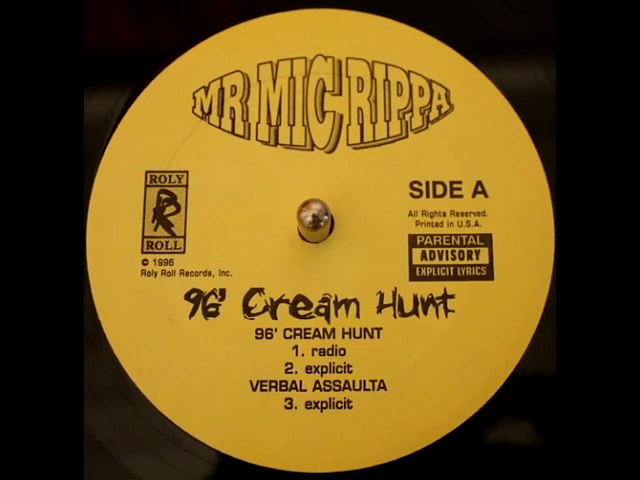 MR MIC RIPPA
ROLY
R
ROLL
© 1996
Roly Roll Records, Inc.
SIDE A
All Rights Reserved.
Printed in U.S.A.
PARENTAL
ADVISORY
EXPLICIT LYRICS
96' Cream Hunt
96' CREAM HUNT
1. radio
2. explicit
VERBAL ASSAULTA
3. explicit